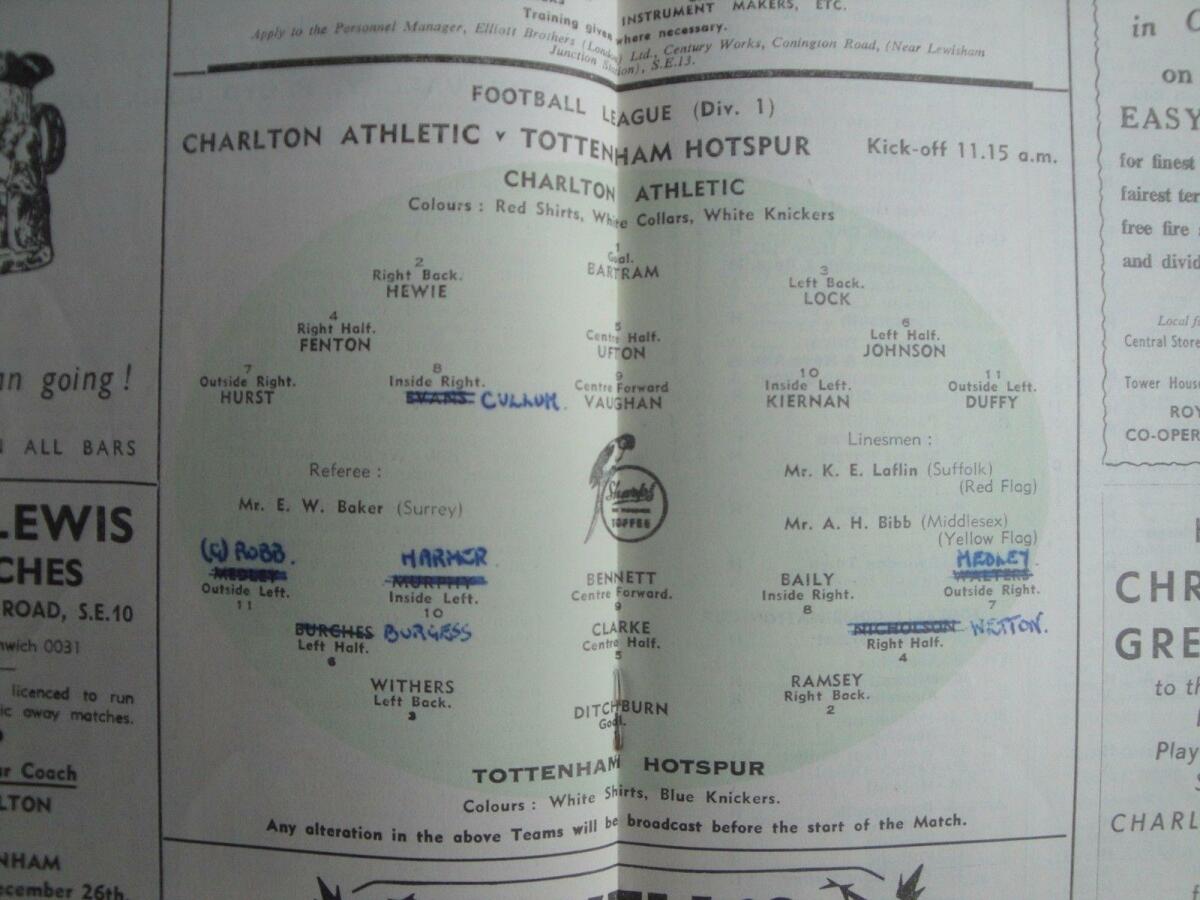 INSTRUMENT MAKERS, ETC.
Training given where necessary.
Apply to the Personnel Manager, Elliott Brothers (London) Ltd., Century Works, Conington Road, (Near Lewisham
Junction Station), S.E.13.
FOOTBALL LEAGUE (Div. 1)
CHARLTON ATHLETIC v TOTTENHAM HOTSPUR Kick-off 11.15 a.m.
CHARLTON ATHLETIC
Colours : Red Shirts, White Collars, White Knickers
1
Goal.
BARTRAM
2
Right Back.
HEWIE
3
Left Back.
LOCK
4
Right Half.
FENTON
5
Centre Half.
UFTON
6
Left Half.
JOHNSON
7
Outside Right.
HURST
8
Inside Right.
EVANS CULLUM.
9
Centre Forward
VAUGHAN
10
Inside Left.
KIERNAN
11
Outside Left.
DUFFY
Referee :
Mr. E. W. Baker (Surrey)
Sharps
TOFFEE
Linesmen :
Mr. K. E. Laflin (Suffolk)
(Red Flag)
Mr. A. H. Bibb (Middlesex)
(Yellow Flag)
(G) ROBB.
MEDLEY
Outside Left.
11
HARMER
MURPHY
Inside Left.
10
BENNETT
Centre Forward.
9
BAILY
Inside Right.
8
MEDLEY.
WALTERS
Outside Right.
7
BURCHES BURGESS
Left Half.
6
CLARKE
Centre Half.
5
NICHOLSON WETTON.
Right Half.
4
WITHERS
Left Back.
3
DITCHBURN
Goal.
RAMSEY
Right Back.
2
TOTTENHAM HOTSPUR
Colours : White Shirts, Blue Knickers.
Any alteration in the above Teams will be broadcast before the start of the Match.
an going !
N ALL BARS
LEWIS
CHES
ROAD, S.E.10
nwich 0031
licenced to run
ic away matches.
ur Coach
LTON
NHAM
ecember 26th.
in
on
EASY
for finest
fairest ter
free fire
and divid
Local f
Central Store
Tower House
ROY
CO-OPER
CHR
GRE
to th
Play
CHARL